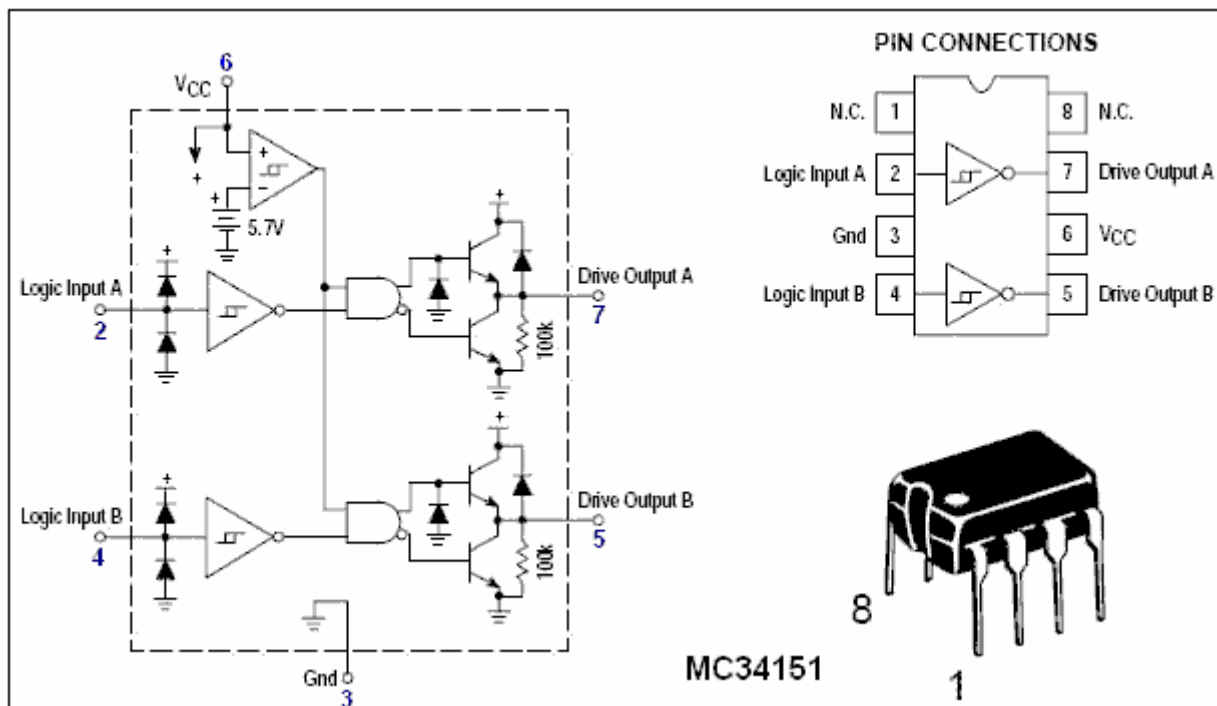 6
VCC
+
+
−
+
5.7V
+
+
Logic Input A
2
Drive Output A
7
100k
+
+
Logic Input B
4
Drive Output B
5
100k
Gnd
3
PIN CONNECTIONS
N.C. 1 8 N.C.
Logic Input A 2 7 Drive Output A
Gnd 3 6 VCC
Logic Input B 4 5 Drive Output B
8
1
MC34151